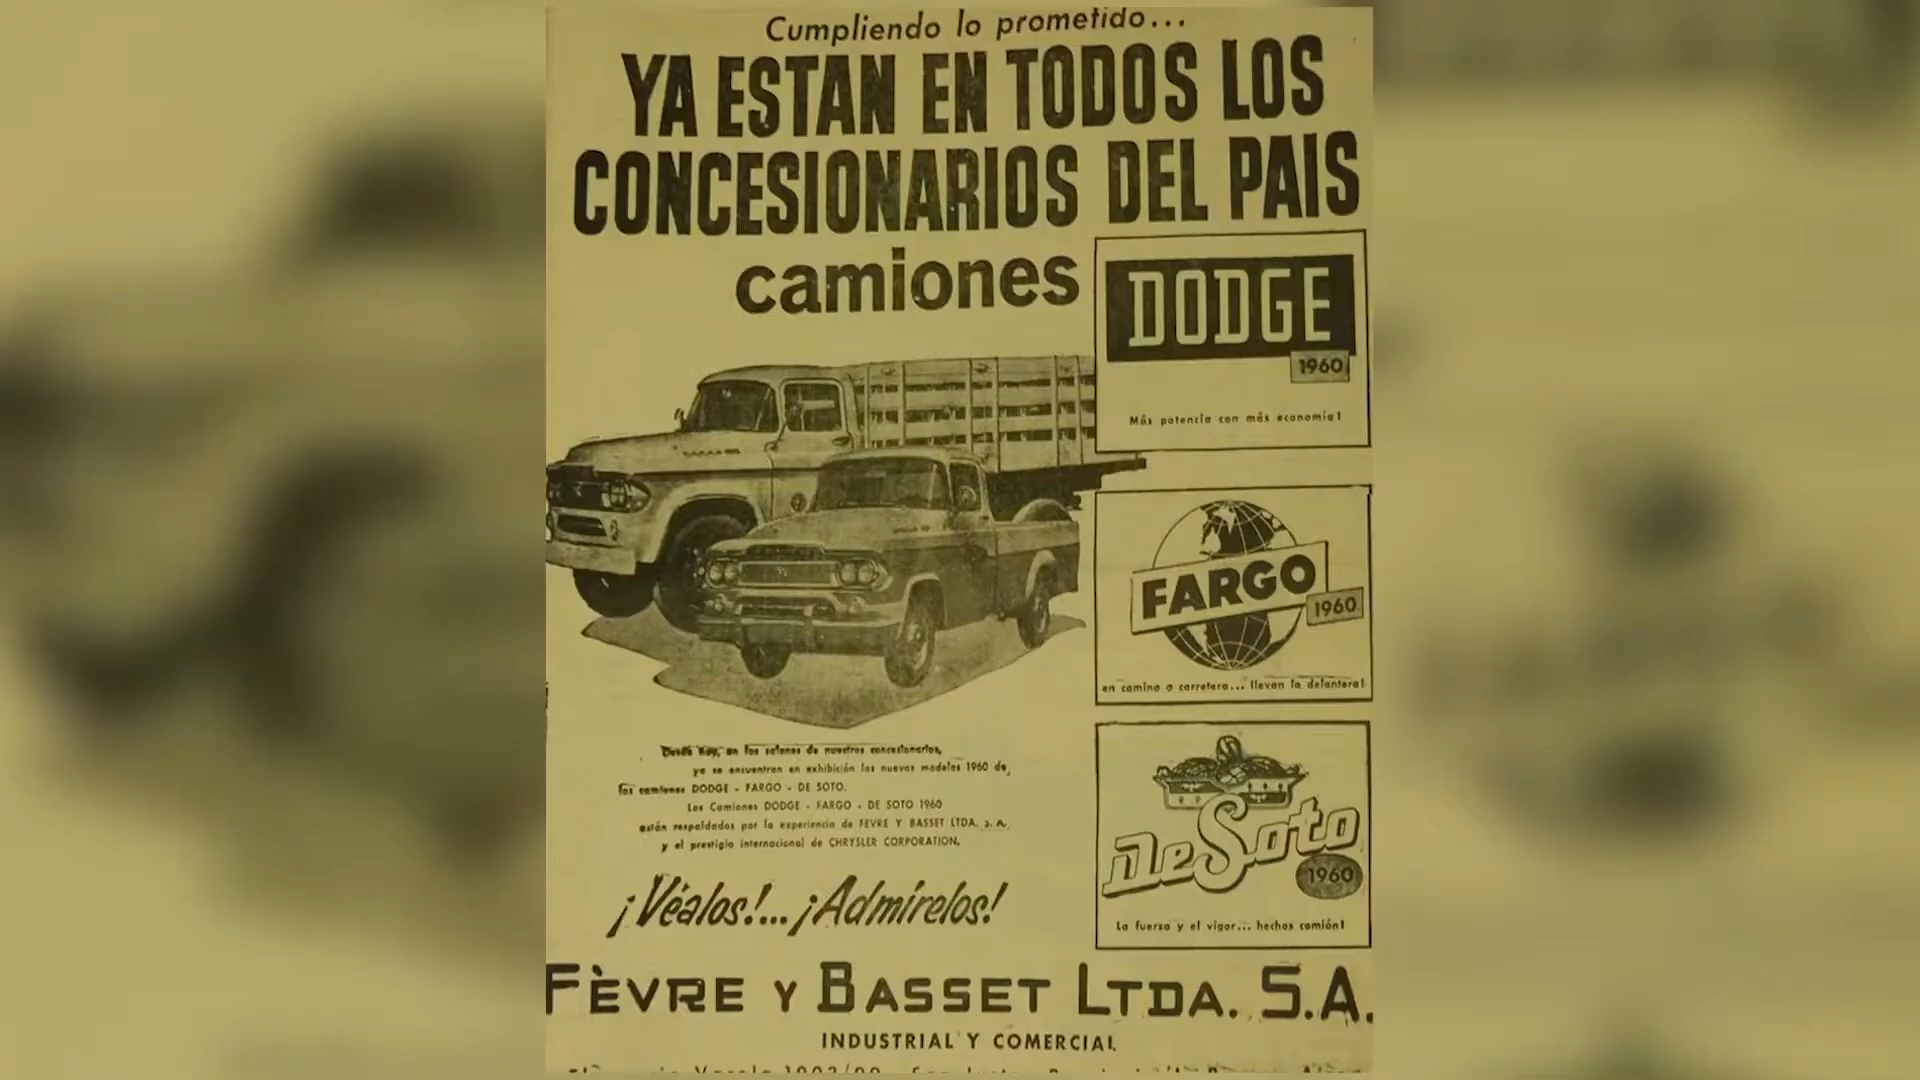 Cumpliendo lo prometido...
YA ESTAN EN TODOS LOS
CONCESIONARIOS DEL PAIS
camiones
DODGE
1960
Más potencia con más economía!
FARGO
1960
en camino o carretera... llevan la delantera!
De Soto
1960
La fuerza y el vigor... hechos camión!
Desde hoy, en los salones de nuestros concesionarios,
ya se encuentran en exhibición los nuevos modelos 1960 de
los camiones DODGE - FARGO - DE SOTO.
Los Camiones DODGE - FARGO - DE SOTO 1960
están respaldados por la experiencia de FEVRE Y BASSET LTDA. S. A.
y el prestigio internacional de CHRYSLER CORPORATION.
¡Véalos!... ¡Admírelos!
FÈVRE Y BASSET LTDA. S.A.
INDUSTRIAL Y COMERCIAL